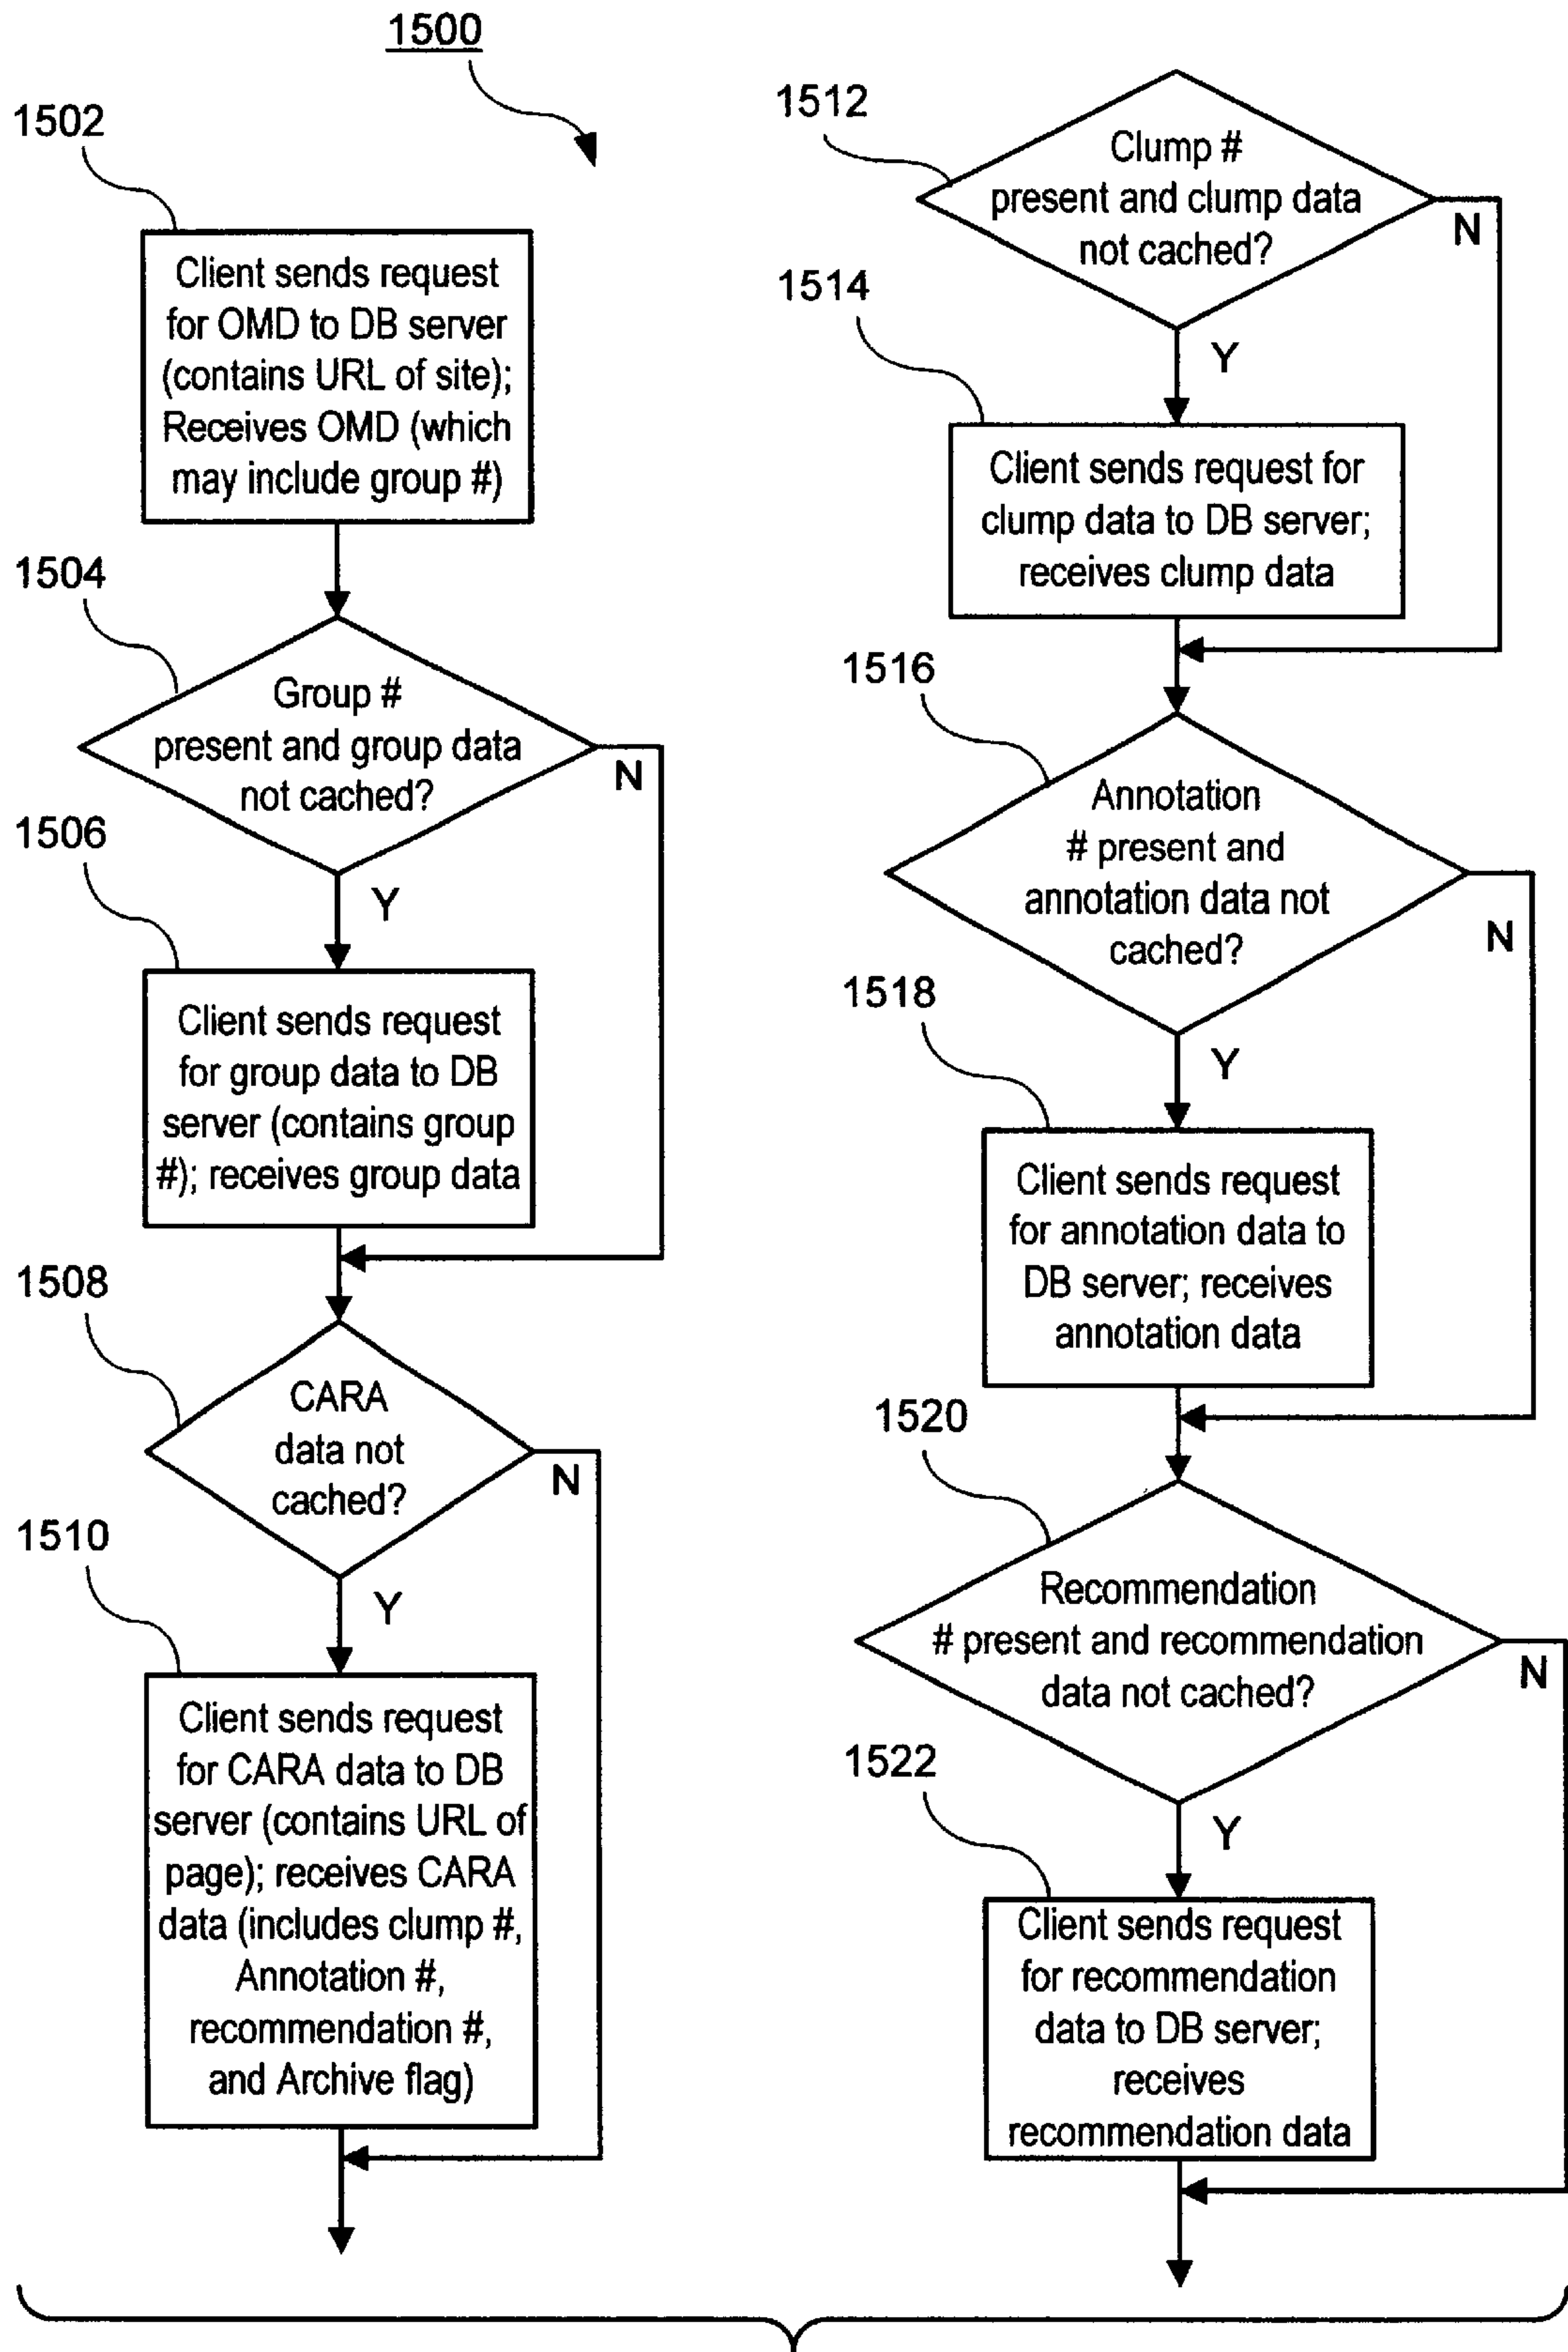 1500
1502
Client sends request
for OMD to DB server
(contains URL of site);
Receives OMD (which
may include group #)
1504
Group #
present and group data
not cached?
N
Y
1506
Client sends request
for group data to DB
server (contains group
#); receives group data
1508
CARA
data not
cached?
N
Y
1510
Client sends request
for CARA data to DB
server (contains URL of
page); receives CARA
data (includes clump #,
Annotation #,
recommendation #,
and Archive flag)
1512
Clump #
present and clump data
not cached?
N
Y
1514
Client sends request for
clump data to DB server;
receives clump data
1516
Annotation
# present and
annotation data not
cached?
N
Y
1518
Client sends request
for annotation data to
DB server; receives
annotation data
1520
Recommendation
# present and recommendation
data not cached?
N
Y
1522
Client sends request
for recommendation
data to DB server;
receives
recommendation data